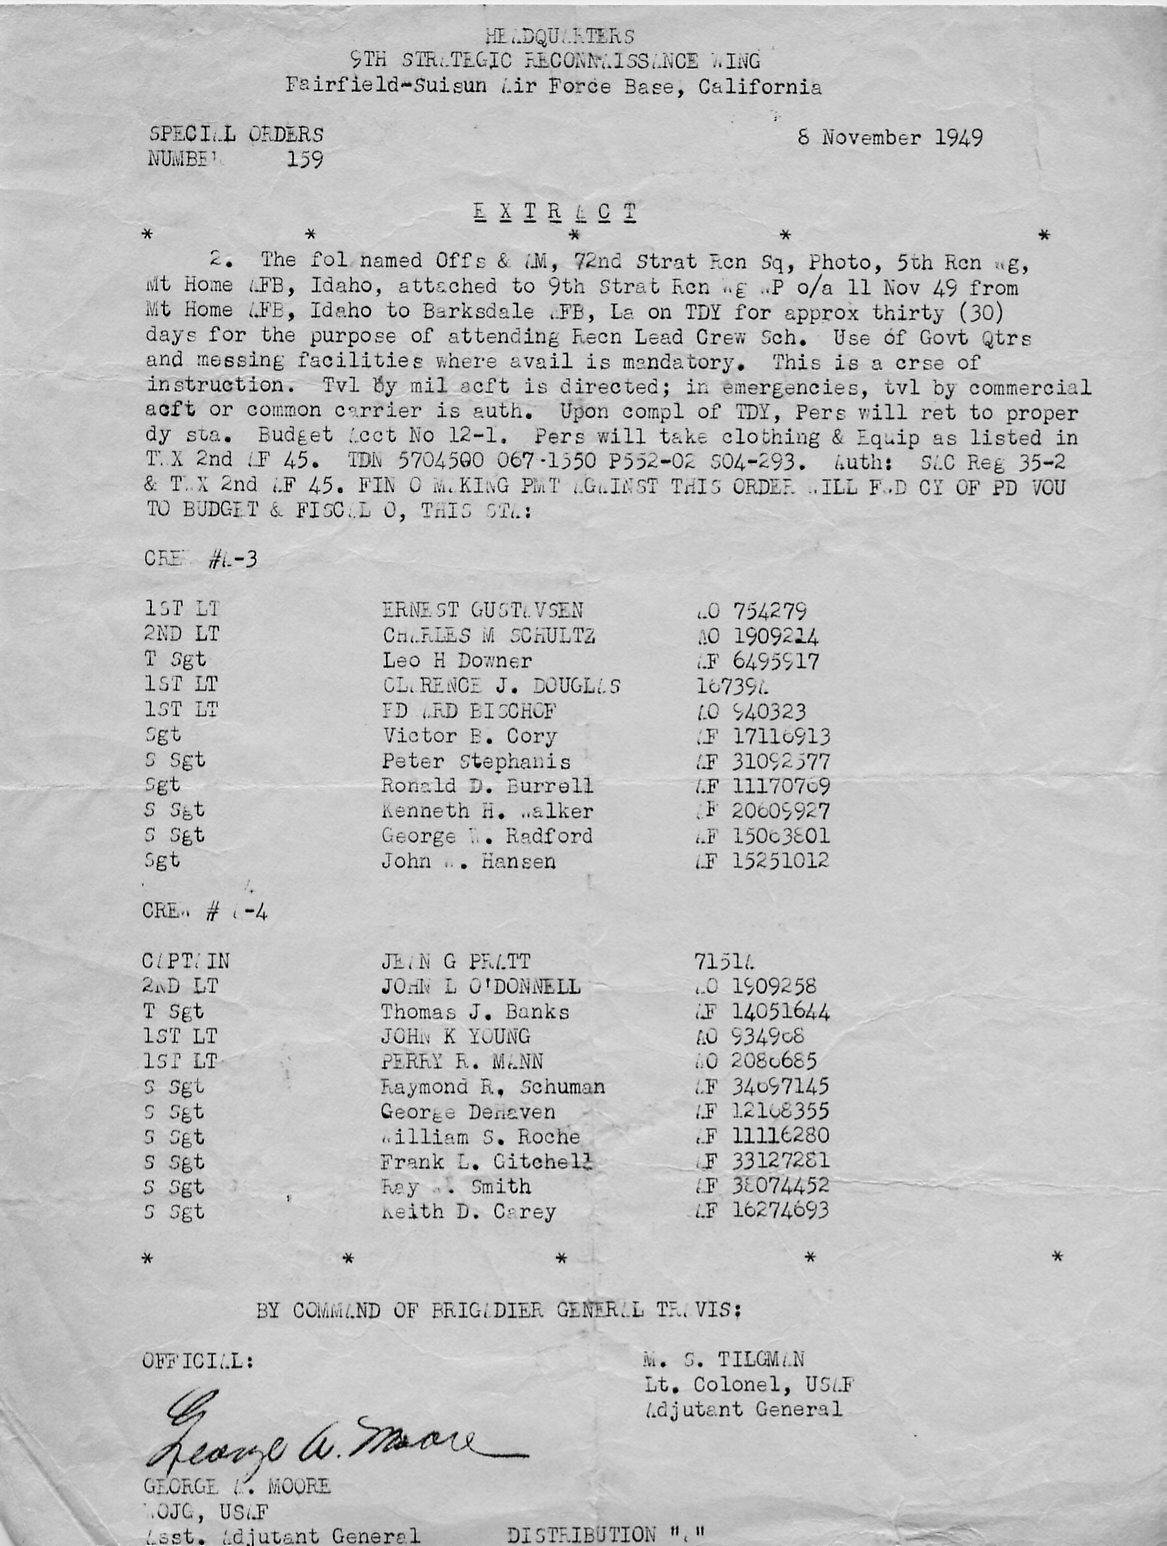 HEADQUARTERS
9TH STRATEGIC RECONNAISSANCE WING
Fairfield-Suisun Air Force Base, California
SPECIAL ORDERS 8 November 1949
NUMBER 159
E X T R A C T
* * * * *
2. The fol named Offs & AM, 72nd Strat Rcn Sq, Photo, 5th Rcn Wg,
Mt Home AFB, Idaho, attached to 9th Strat Rcn Wg WP o/a 11 Nov 49 from
Mt Home AFB, Idaho to Barksdale AFB, La on TDY for approx thirty (30)
days for the purpose of attending Recn Lead Crew Sch. Use of Govt Qtrs
and messing facilities where avail is mandatory. This is a crse of
instruction. Tvl By mil acft is directed; in emergencies, tvl by commercial
acft or common carrier is auth. Upon compl of TDY, Pers will ret to proper
dy sta. Budget Acct No 12-1. Pers will take clothing & Equip as listed in
TWX 2nd AF 45. TDN 5704500 067-1550 P552-02 S04-293. Auth: SAC Reg 35-2
& TWX 2nd AF 45. FIN O MAKING PMT AGAINST THIS ORDER WILL FWD CY OF PD VOU
TO BUDGET & FISCAL O, THIS STA:
CREW #A-3
1ST LT ERNEST GUSTAVSEN AO 754279
2ND LT CHARLES M SCHULTZ AO 1909214
T Sgt Leo H Downer AF 6495917
1ST LT CLARENCE J. DOUGLAS 16739A
1ST LT EDWARD BISCHOF AO 940323
Sgt Victor B. Cory AF 17116913
S Sgt Peter Stephanis AF 31092577
Sgt Ronald D. Burrell AF 11170769
S Sgt Kenneth H. Walker AF 20609927
S Sgt George W. Radford AF 15063801
Sgt John W. Hansen AF 15251012
CREW # A-4
CAPTAIN JEAN G PRATT 7151A
2ND LT JOHN L O'DONNELL AO 1909258
T Sgt Thomas J. Banks AF 14051644
1ST LT JOHN K YOUNG AO 934968
1ST LT PERRY R. MANN AO 2086685
S Sgt Raymond R. Schuman AF 34697145
S Sgt George DeHaven AF 12168355
S Sgt William S. Roche AF 11116280
S Sgt Frank L. Gitchell AF 33127281
S Sgt Ray W. Smith AF 38074452
S Sgt Keith D. Carey AF 16274693
* * * * *
BY COMMAND OF BRIGADIER GENERAL TRAVIS:
OFFICIAL: M. S. TILGMAN
Lt. Colonel, USAF
Adjutant General
George A. Moore
GEORGE A. MOORE
WOJG, USAF
Asst. Adjutant General DISTRIBUTION "A"